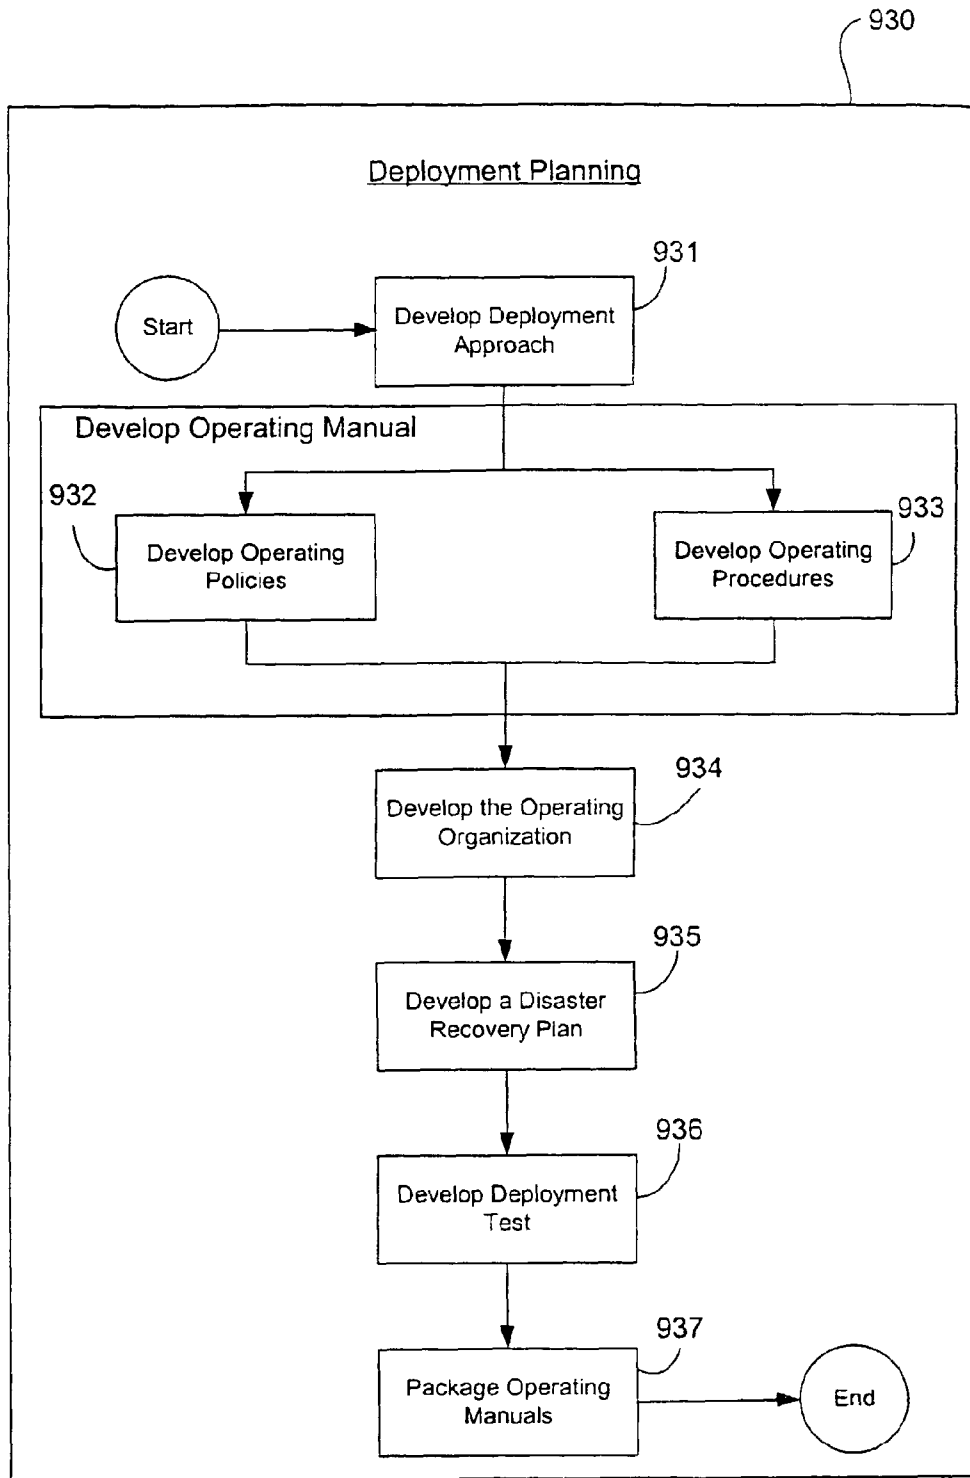 930
Deployment Planning
931
Start
Develop Deployment
Approach
Develop Operating Manual
932
933
Develop Operating
Policies
Develop Operating
Procedures
934
Develop the Operating
Organization
935
Develop a Disaster
Recovery Plan
936
Develop Deployment
Test
937
Package Operating
Manuals
End